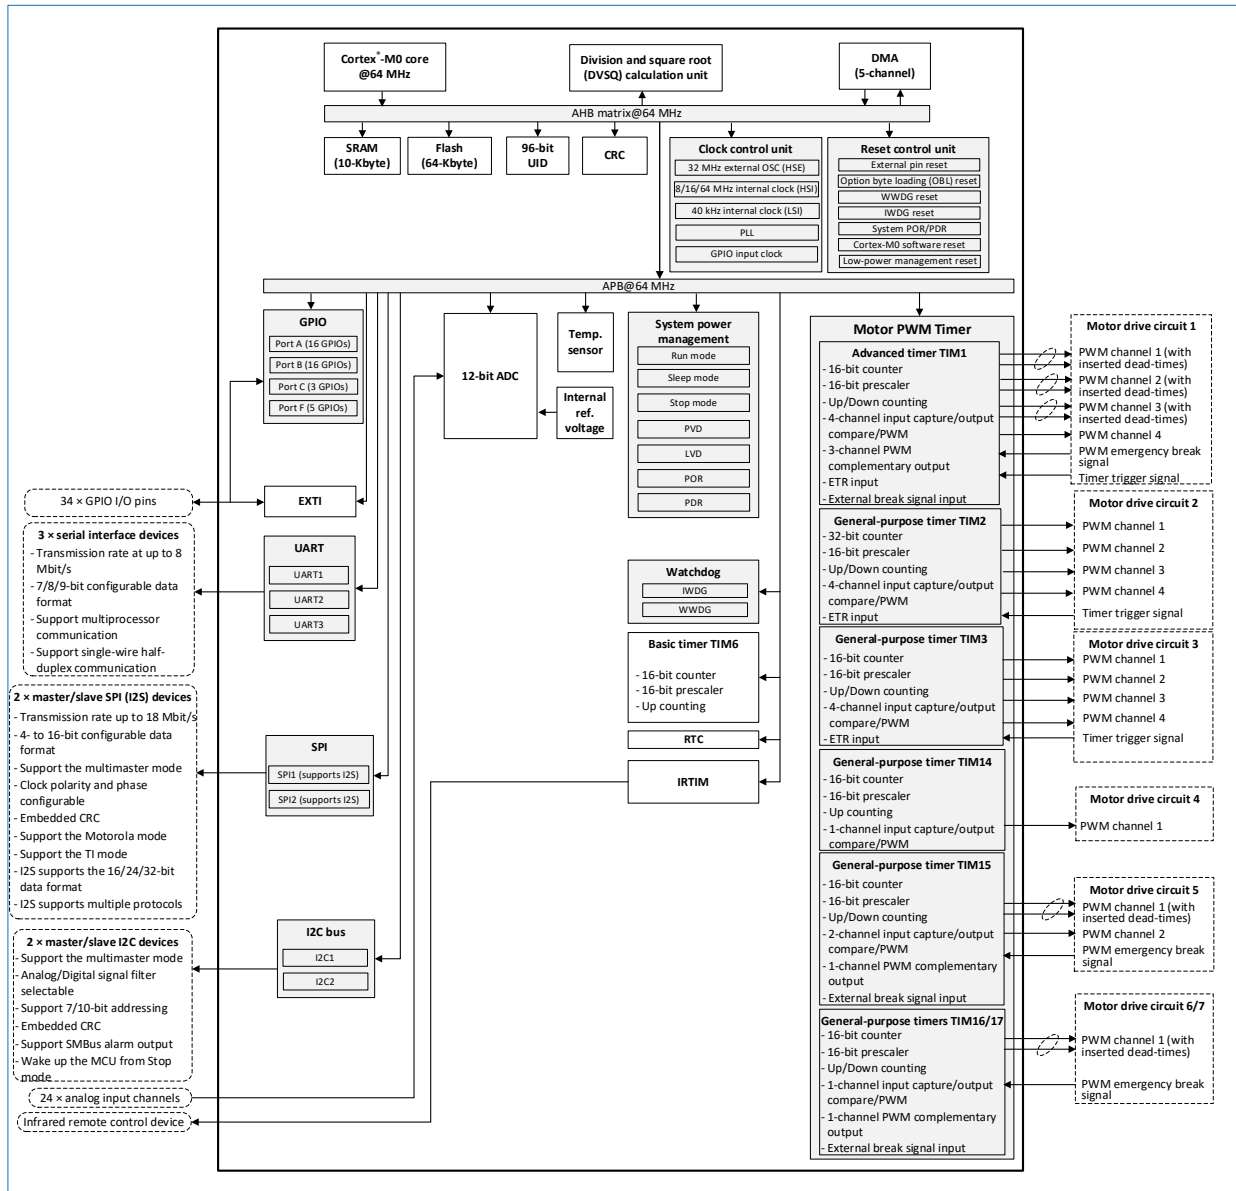 Cortex®-M0 core
@64 MHz
Division and square root
(DVSQ) calculation unit
DMA
(5-channel)
AHB matrix@64 MHz
SRAM
(10-Kbyte)
Flash
(64-Kbyte)
96-bit
UID
CRC
Clock control unit
32 MHz external OSC (HSE)
8/16/64 MHz internal clock (HSI)
40 kHz internal clock (LSI)
PLL
GPIO input clock
Reset control unit
External pin reset
Option byte loading (OBL) reset
WWDG reset
IWDG reset
System POR/PDR
Cortex-M0 software reset
Low-power management reset
APB@64 MHz
GPIO
Port A (16 GPIOs)
Port B (16 GPIOs)
Port C (3 GPIOs)
Port F (5 GPIOs)
12-bit ADC
Temp.
sensor
Internal
ref.
voltage
System power
management
Run mode
Sleep mode
Stop mode
PVD
LVD
POR
PDR
EXTI
UART
UART1
UART2
UART3
Watchdog
IWDG
WWDG
Basic timer TIM6
- 16-bit counter
- 16-bit prescaler
- Up counting
RTC
IRTIM
SPI
SPI1 (supports I2S)
SPI2 (supports I2S)
I2C bus
I2C1
I2C2
34 × GPIO I/O pins
3 × serial interface devices
- Transmission rate at up to 8
Mbit/s
- 7/8/9-bit configurable data
format
- Support multiprocessor
communication
- Support single-wire half-
duplex communication
2 × master/slave SPI (I2S) devices
- Transmission rate up to 18 Mbit/s
- 4- to 16-bit configurable data
format
- Support the multimaster mode
- Clock polarity and phase
configurable
- Embedded CRC
- Support the Motorola mode
- Support the TI mode
- I2S supports the 16/24/32-bit
data format
- I2S supports multiple protocols
2 × master/slave I2C devices
- Support the multimaster mode
- Analog/Digital signal filter
selectable
- Support 7/10-bit addressing
- Embedded CRC
- Support SMBus alarm output
- Wake up the MCU from Stop
mode
24 × analog input channels
Infrared remote control device
Motor PWM Timer
Advanced timer TIM1
- 16-bit counter
- 16-bit prescaler
- Up/Down counting
- 4-channel input capture/output
compare/PWM
- 3-channel PWM
complementary output
- ETR input
- External break signal input
General-purpose timer TIM2
- 32-bit counter
- 16-bit prescaler
- Up/Down counting
- 4-channel input capture/output
compare/PWM
- ETR input
General-purpose timer TIM3
- 16-bit counter
- 16-bit prescaler
- Up/Down counting
- 4-channel input capture/output
compare/PWM
- ETR input
General-purpose timer TIM14
- 16-bit counter
- 16-bit prescaler
- Up counting
- 1-channel input capture/output
compare/PWM
General-purpose timer TIM15
- 16-bit counter
- 16-bit prescaler
- Up/Down counting
- 2-channel input capture/output
compare/PWM
- 1-channel PWM complementary
output
- External break signal input
General-purpose timers TIM16/17
- 16-bit counter
- 16-bit prescaler
- Up/Down counting
- 1-channel input capture/output
compare/PWM
- 1-channel PWM complementary
output
- External break signal input
Motor drive circuit 1
PWM channel 1 (with
inserted dead-times)
PWM channel 2 (with
inserted dead-times)
PWM channel 3 (with
inserted dead-times)
PWM channel 4
PWM emergency break
signal
Timer trigger signal
Motor drive circuit 2
PWM channel 1
PWM channel 2
PWM channel 3
PWM channel 4
Timer trigger signal
Motor drive circuit 3
PWM channel 1
PWM channel 2
PWM channel 3
PWM channel 4
Timer trigger signal
Motor drive circuit 4
PWM channel 1
Motor drive circuit 5
PWM channel 1 (with
inserted dead-times)
PWM channel 2
PWM emergency break
signal
Motor drive circuit 6/7
PWM channel 1 (with
inserted dead-times)
PWM emergency break
signal